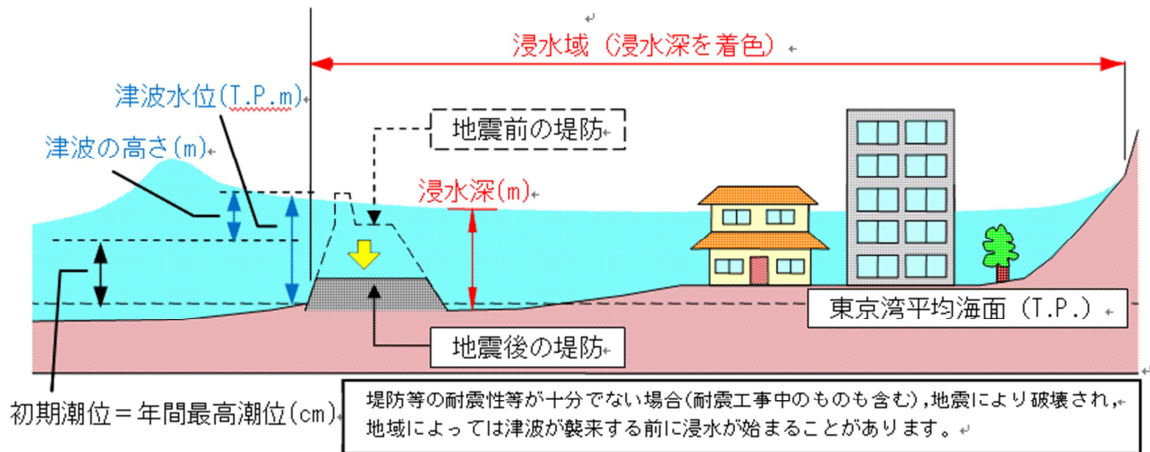 浸水域（浸水深を着色）
津波水位(T.P.m)
地震前の堤防
津波の高さ(m)
浸水深(m)
東京湾平均海面（T.P.）
地震後の堤防
初期潮位＝年間最高潮位(cm)
堤防等の耐震性等が十分でない場合(耐震工事中のものも含む),地震により破壊され,
地域によっては津波が襲来する前に浸水が始まることがあります。